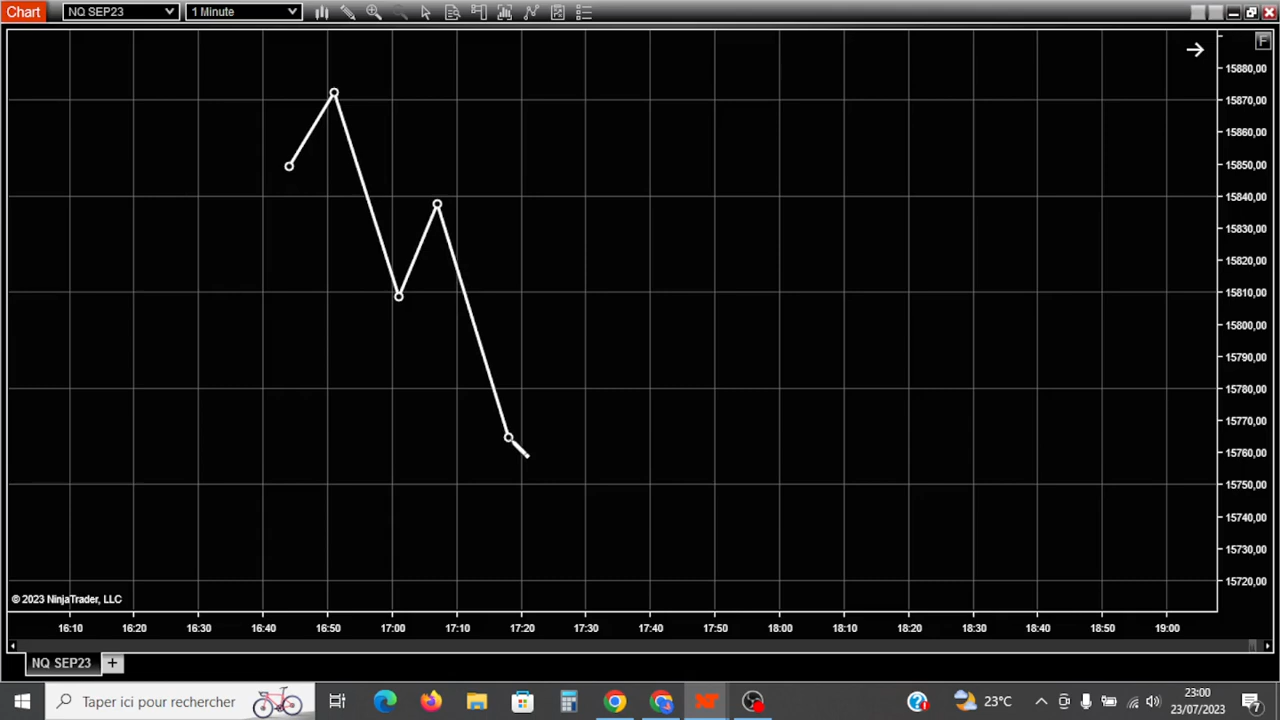 Chart NQ SEP23 1 Minute
F
15880,00
15870,00
15860,00
15850,00
15840,00
15830,00
15820,00
15810,00
15800,00
15790,00
15780,00
15770,00
15760,00
15750,00
15740,00
15730,00
15720,00
© 2023 NinjaTrader, LLC
16:10 16:20 16:30 16:40 16:50 17:00 17:10 17:20 17:30 17:40 17:50 18:00 18:10 18:20 18:30 18:40 18:50 19:00
NQ SEP23 +
Taper ici pour rechercher
23°C
23:00
23/07/2023
7